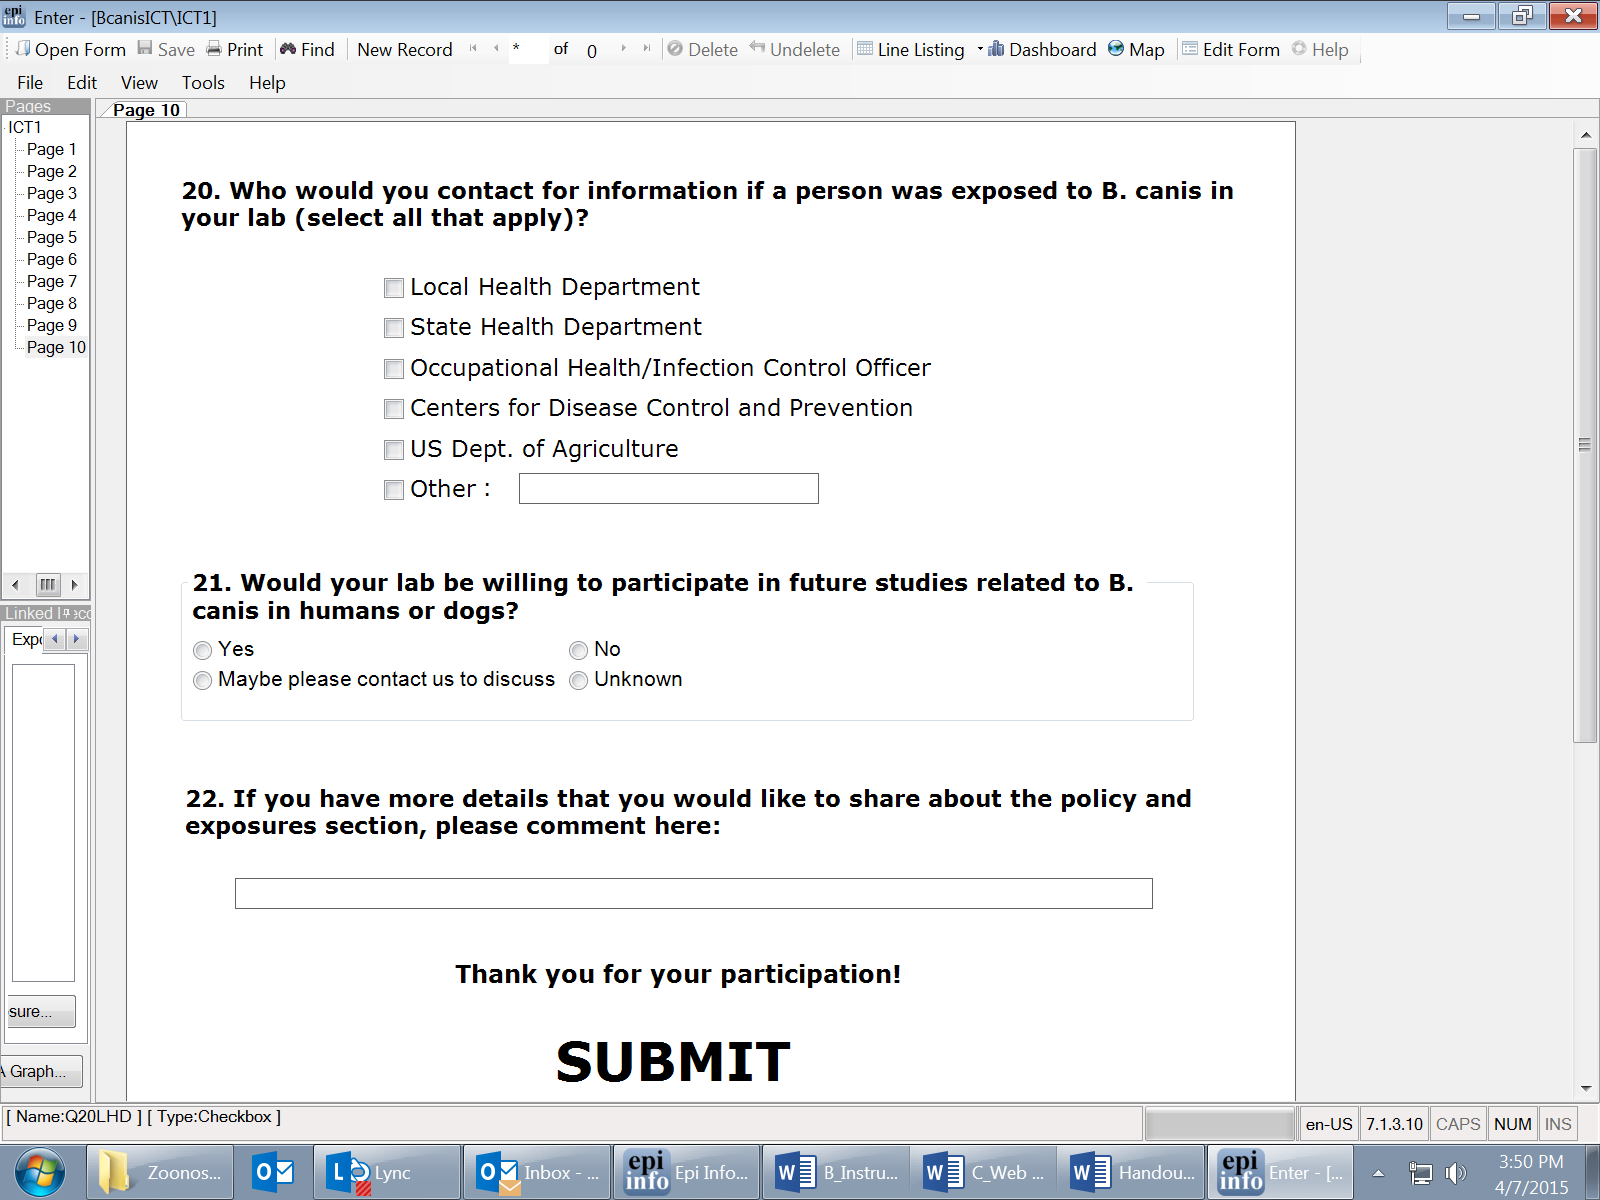 epi info Enter - [BcanisICT\ICT1]
Open Form Save Print Find New Record * of 0 Delete Undelete Line Listing Dashboard Map Edit Form Help
File Edit View Tools Help
Pages
ICT1
Page 1
Page 2
Page 3
Page 4
Page 5
Page 6
Page 7
Page 8
Page 9
Page 10
Linked
Expo
sure...
Graph...
Page 10
20. Who would you contact for information if a person was exposed to B. canis in
your lab (select all that apply)?
Local Health Department
State Health Department
Occupational Health/Infection Control Officer
Centers for Disease Control and Prevention
US Dept. of Agriculture
Other :
21. Would your lab be willing to participate in future studies related to B.
canis in humans or dogs?
Yes No
Maybe please contact us to discuss Unknown
22. If you have more details that you would like to share about the policy and
exposures section, please comment here:
Thank you for your participation!
SUBMIT
[ Name:Q20LHD ] [ Type:Checkbox ] en-US 7.1.3.10 CAPS NUM INS
Zoonos... Lync Inbox - ... epi info Epi Info... B_Instru... C_Web ... Handou... epi info Enter - [...
3:50 PM
4/7/2015